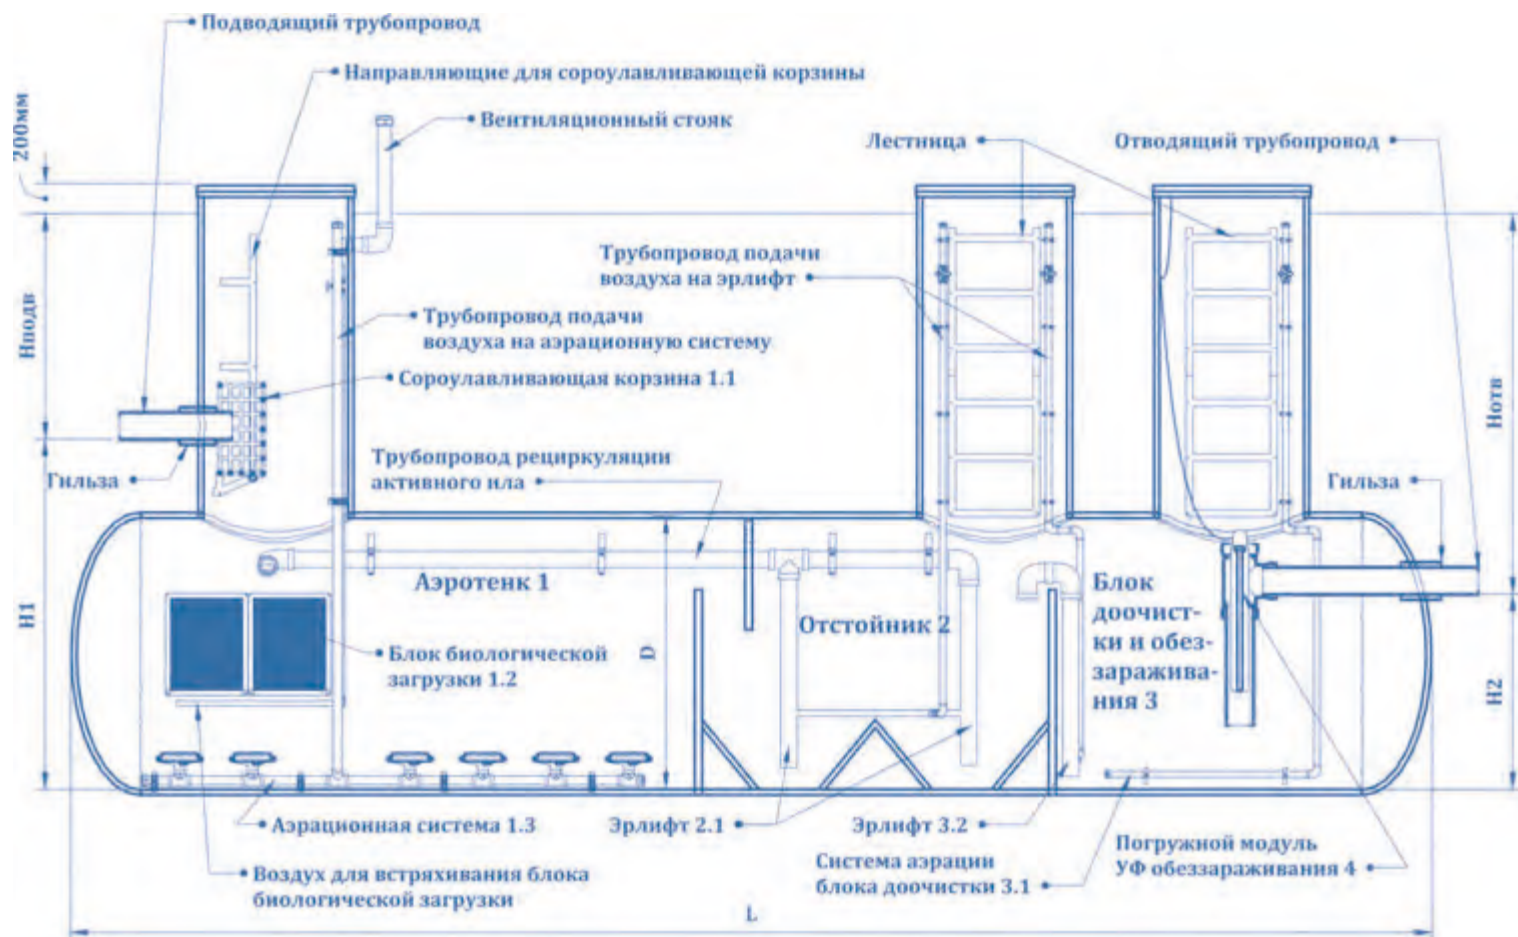 Подводящий трубопровод
Направляющие для сороулавливающей корзины
Вентиляционный стояк
Лестница
Отводящий трубопровод
200мм
Трубопровод подачи
воздуха на эрлифт
Hподв
Трубопровод подачи
воздуха на аэрационную систему
Сороулавливающая корзина 1.1
Hотв
Гильза
Трубопровод рециркуляции
активного ила
Гильза
Аэротенк 1
H1
Отстойник 2
Блок
доочист-
ки и обез-
заражива-
ния 3
D
Блок биологической
загрузки 1.2
H2
Аэрационная система 1.3
Эрлифт 2.1
Эрлифт 3.2
Погружной модуль
УФ обеззараживания 4
Система аэрации
блока доочистки 3.1
Воздух для встряхивания блока
биологической загрузки
L